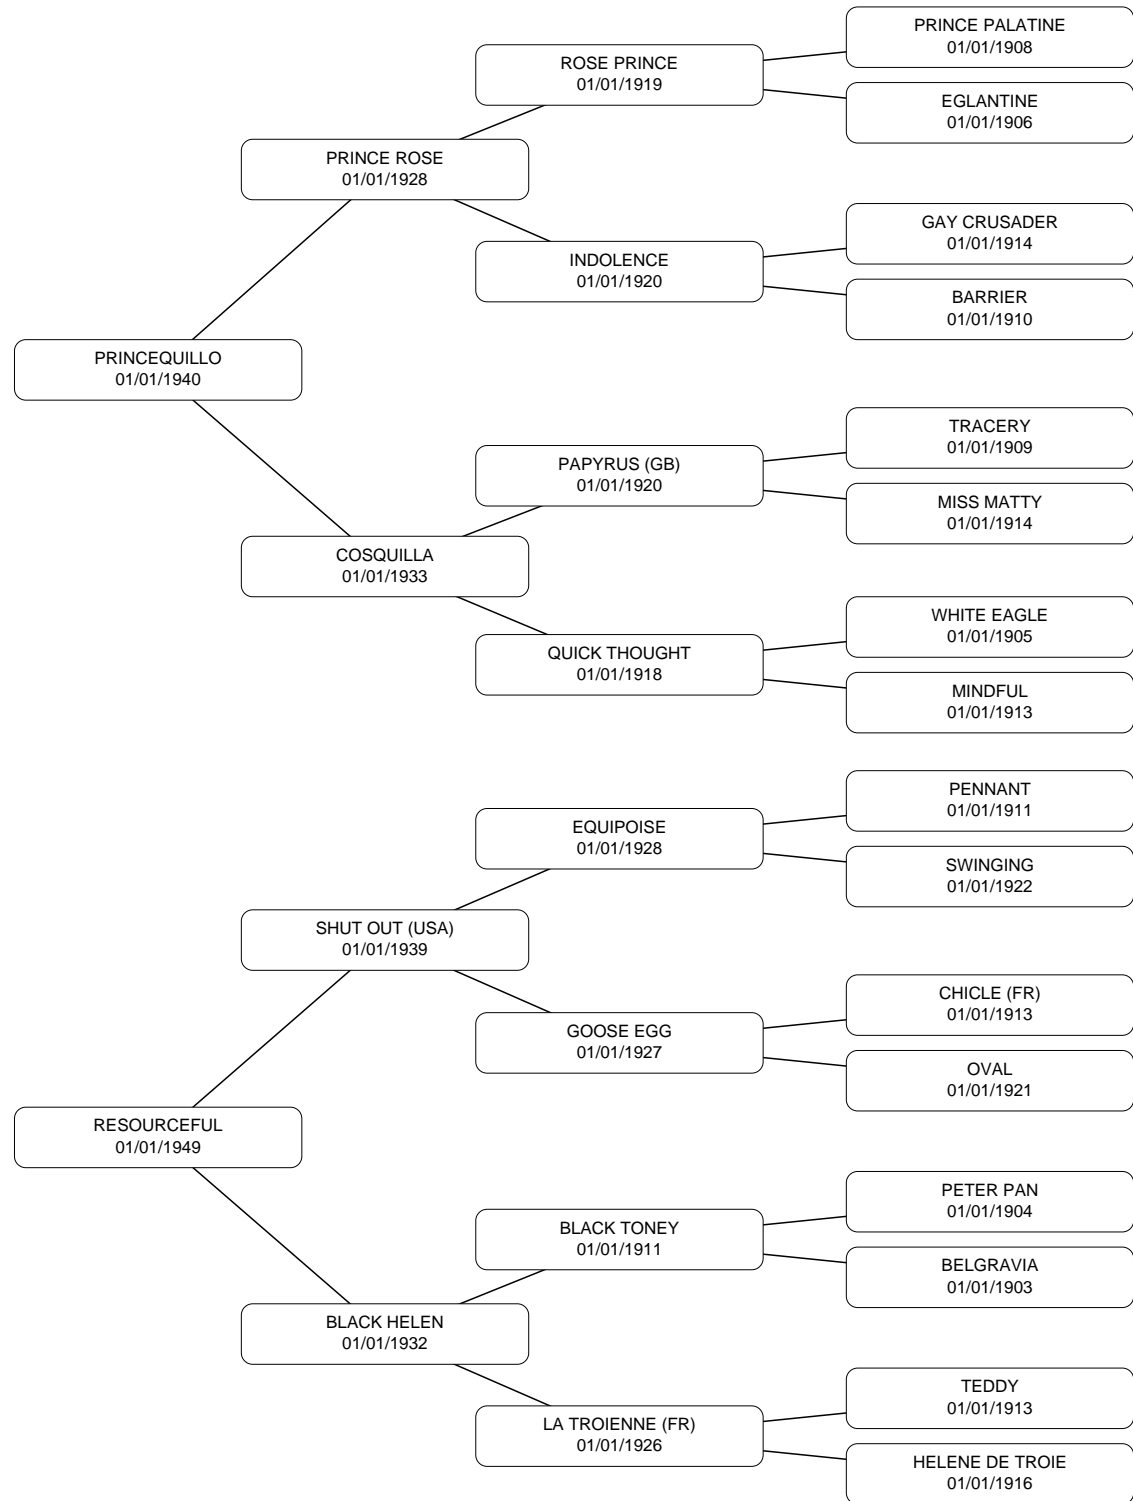 PRINCE PALATINE
01/01/1908
ROSE PRINCE
01/01/1919
EGLANTINE
01/01/1906
PRINCE ROSE
01/01/1928
GAY CRUSADER
01/01/1914
INDOLENCE
01/01/1920
BARRIER
01/01/1910
PRINCEQUILLO
01/01/1940
TRACERY
01/01/1909
PAPYRUS (GB)
01/01/1920
MISS MATTY
01/01/1914
COSQUILLA
01/01/1933
WHITE EAGLE
01/01/1905
QUICK THOUGHT
01/01/1918
MINDFUL
01/01/1913
PENNANT
01/01/1911
EQUIPOISE
01/01/1928
SWINGING
01/01/1922
SHUT OUT (USA)
01/01/1939
CHICLE (FR)
01/01/1913
GOOSE EGG
01/01/1927
OVAL
01/01/1921
RESOURCEFUL
01/01/1949
PETER PAN
01/01/1904
BLACK TONEY
01/01/1911
BELGRAVIA
01/01/1903
BLACK HELEN
01/01/1932
TEDDY
01/01/1913
LA TROIENNE (FR)
01/01/1926
HELENE DE TROIE
01/01/1916